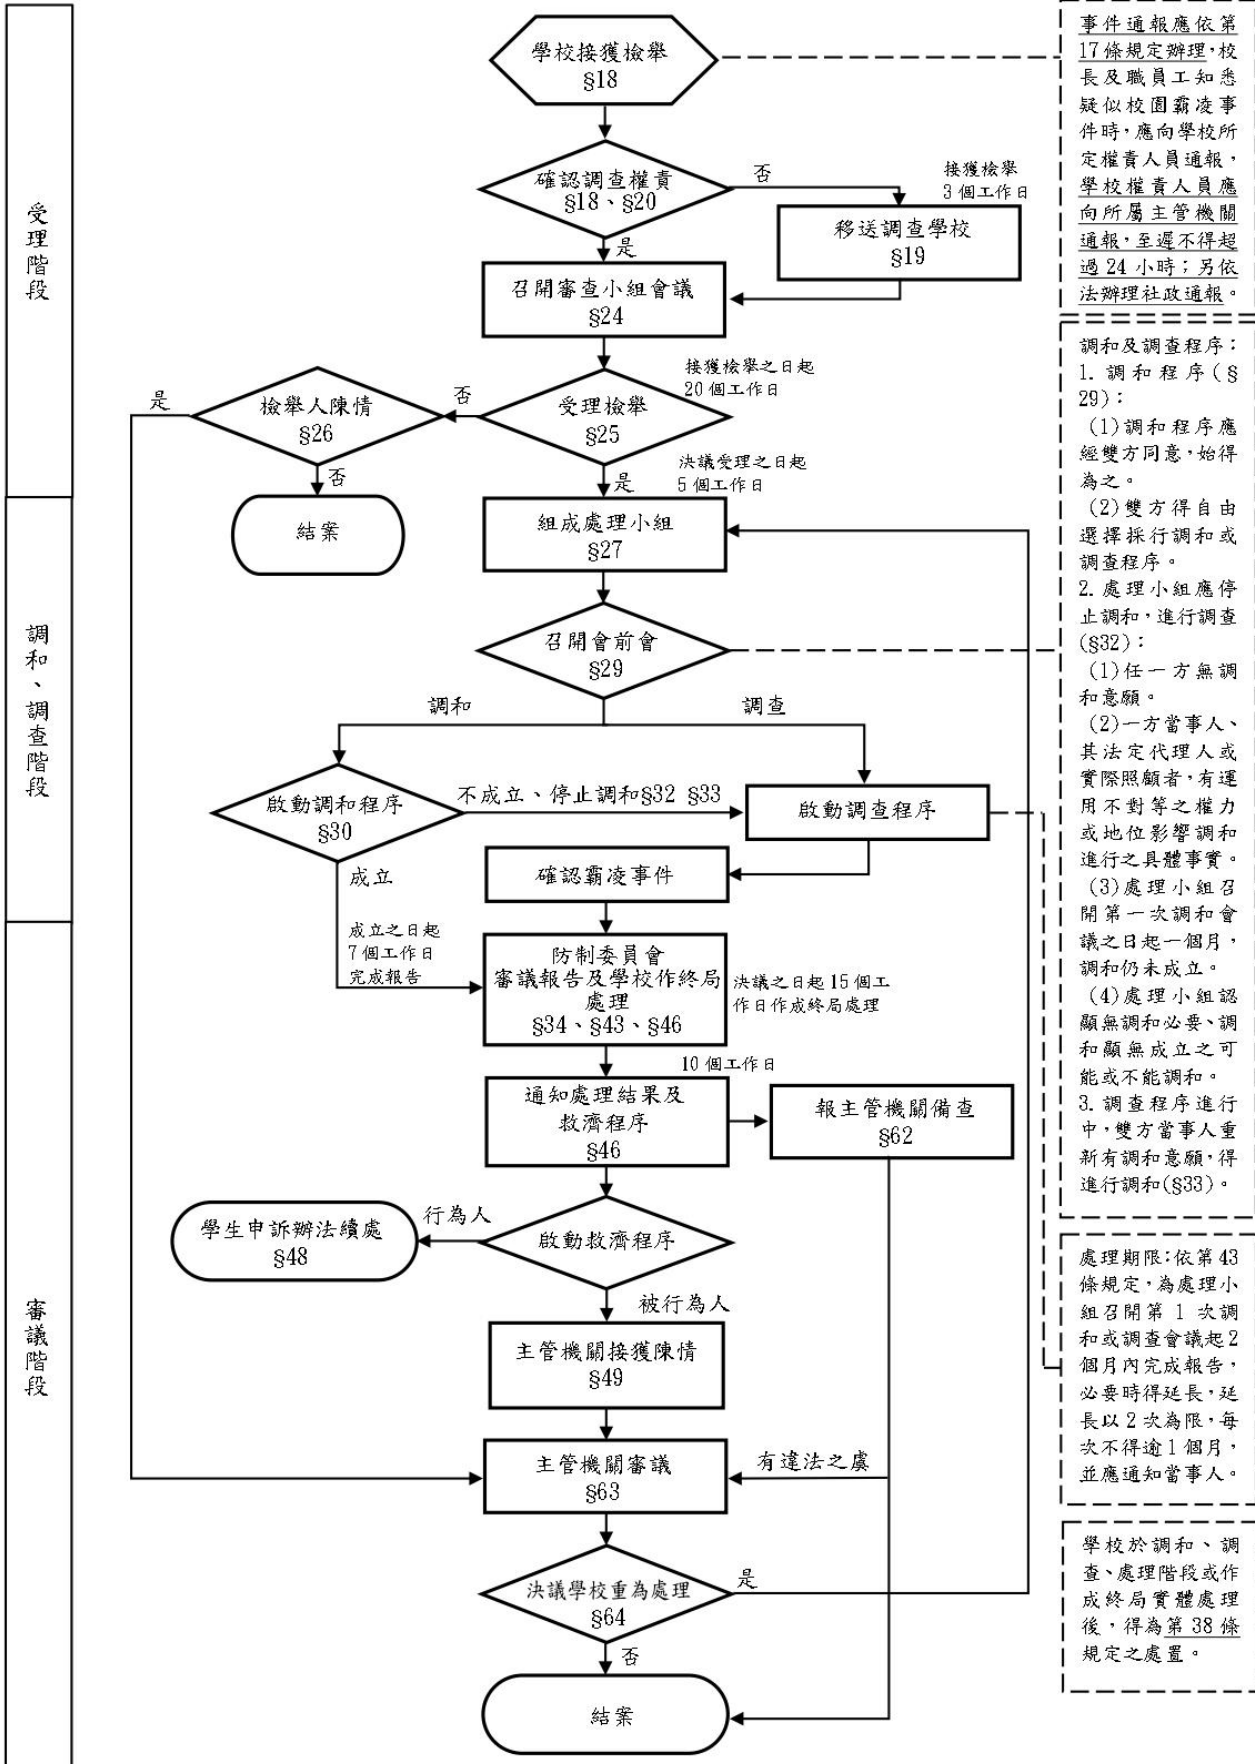 受理階段
調和、調查階段
審議階段
學校接獲檢舉
§18
確認調查權責
§18、§20
否
接獲檢舉
3 個工作日
移送調查學校
§19
是
召開審查小組會議
§24
接獲檢舉之日起
20 個工作日
受理檢舉
§25
否
檢舉人陳情
§26
是
否
結案
決議受理之日起
5 個工作日
是
組成處理小組
§27
召開會前會
§29
調和
調查
啟動調和程序
§30
不成立、停止調和§32 §33
啟動調查程序
成立
確認霸凌事件
成立之日起
7 個工作日
完成報告
防制委員會
審議報告及學校作終局
處理
§34、§43、§46
決議之日起 15 個工
作日作成終局處理
10 個工作日
通知處理結果及
救濟程序
§46
報主管機關備查
§62
啟動救濟程序
行為人
學生申訴辦法續處
§48
被行為人
主管機關接獲陳情
§49
主管機關審議
§63
有違法之虞
決議學校重為處理
§64
是
否
結案
事件通報應依第
17 條規定辦理，校
長及職員工知悉
疑似校園霸凌事
件時，應向學校所
定權責人員通報，
學校權責人員應
向所屬主管機關
通報，至遲不得超
過 24 小時；另依
法辦理社政通報。
調和及調查程序：
1. 調和程序(§
29)：
(1)調和程序應
經雙方同意，始得
為之。
(2)雙方得自由
選擇採行調和或
調查程序。
2. 處理小組應停
止調和，進行調查
(§32)：
(1)任一方無調
和意願。
(2)一方當事人、
其法定代理人或
實際照顧者，有運
用不對等之權力
或地位影響調和
進行之具體事實。
(3)處理小組召
開第一次調和會
議之日起一個月，
調和仍未成立。
(4)處理小組認
顯無調和必要、調
和顯無成立之可
能或不能調和。
3. 調查程序進行
中，雙方當事人重
新有調和意願，得
進行調和(§33)。
處理期限：依第 43
條規定，為處理小
組召開第 1 次調
和或調查會議起 2
個月內完成報告，
必要時得延長，延
長以 2 次為限，每
次不得逾 1 個月，
並應通知當事人。
學校於調和、調
查、處理階段或作
成終局實體處理
後，得為第 38 條
規定之處置。